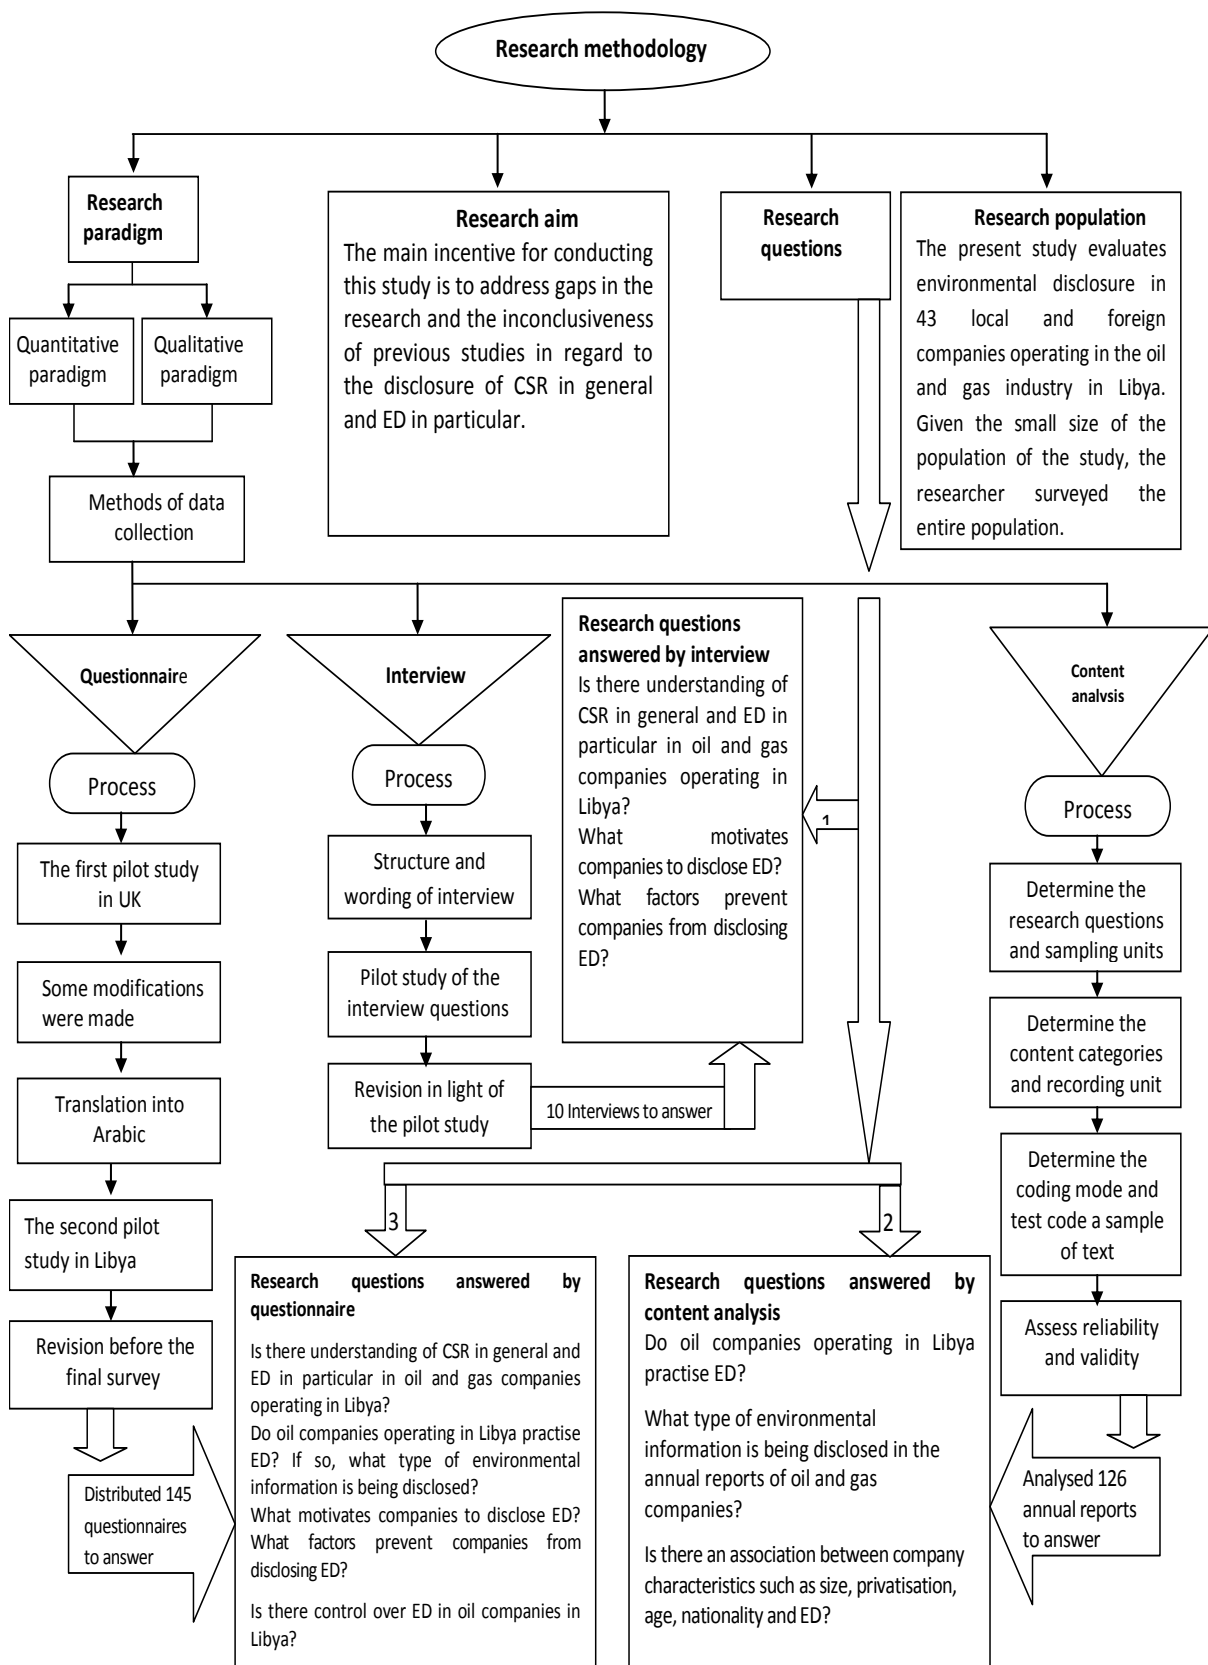 Research methodology
Research
paradigm
Quantitative
paradigm
Qualitative
paradigm
Methods of data
collection
Research aim
The main incentive for conducting
this study is to address gaps in the
research and the inconclusiveness
of previous studies in regard to
the disclosure of CSR in general
and ED in particular.
Research
questions
Research population
The present study evaluates
environmental disclosure in
43 local and foreign
companies operating in the oil
and gas industry in Libya.
Given the small size of the
population of the study, the
researcher surveyed the
entire population.
Questionnaire
Process
The first pilot study
in UK
Some modifications
were made
Translation into
Arabic
The second pilot
study in Libya
Revision before the
final survey
Distributed 145
questionnaires
to answer
Interview
Process
Structure and
wording of interview
Pilot study of the
interview questions
Revision in light of
the pilot study
10 Interviews to answer
Research questions
answered by interview
Is there understanding of
CSR in general and ED in
particular in oil and gas
companies operating in
Libya?
What motivates
companies to disclose ED?
What factors prevent
companies from disclosing
ED?
1
Content
analysis
Process
Determine the
research questions
and sampling units
Determine the
content categories
and recording unit
Determine the
coding mode and
test code a sample
of text
Assess reliability
and validity
Analysed 126
annual reports
to answer
3
Research questions answered by
questionnaire
Is there understanding of CSR in general and
ED in particular in oil and gas companies
operating in Libya?
Do oil companies operating in Libya practise
ED? If so, what type of environmental
information is being disclosed?
What motivates companies to disclose ED?
What factors prevent companies from
disclosing ED?
Is there control over ED in oil companies in
Libya?
2
Research questions answered by
content analysis
Do oil companies operating in Libya
practise ED?
What type of environmental
information is being disclosed in the
annual reports of oil and gas
companies?
Is there an association between company
characteristics such as size, privatisation,
age, nationality and ED?